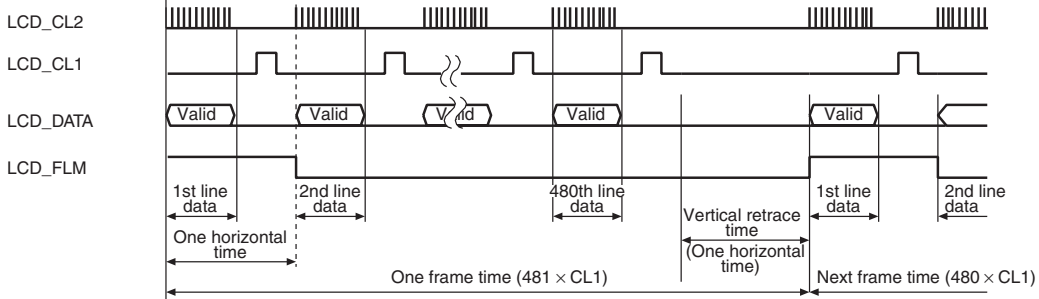 LCD_CL2
LCD_CL1
LCD_DATA
Valid
Valid
Valid
Valid
Valid
LCD_FLM
1st line
data
2nd line
data
480th line
data
1st line
data
2nd line
data
One horizontal
time
Vertical retrace
time
(One horizontal
time)
One frame time (481 × CL1)
Next frame time (480 × CL1)